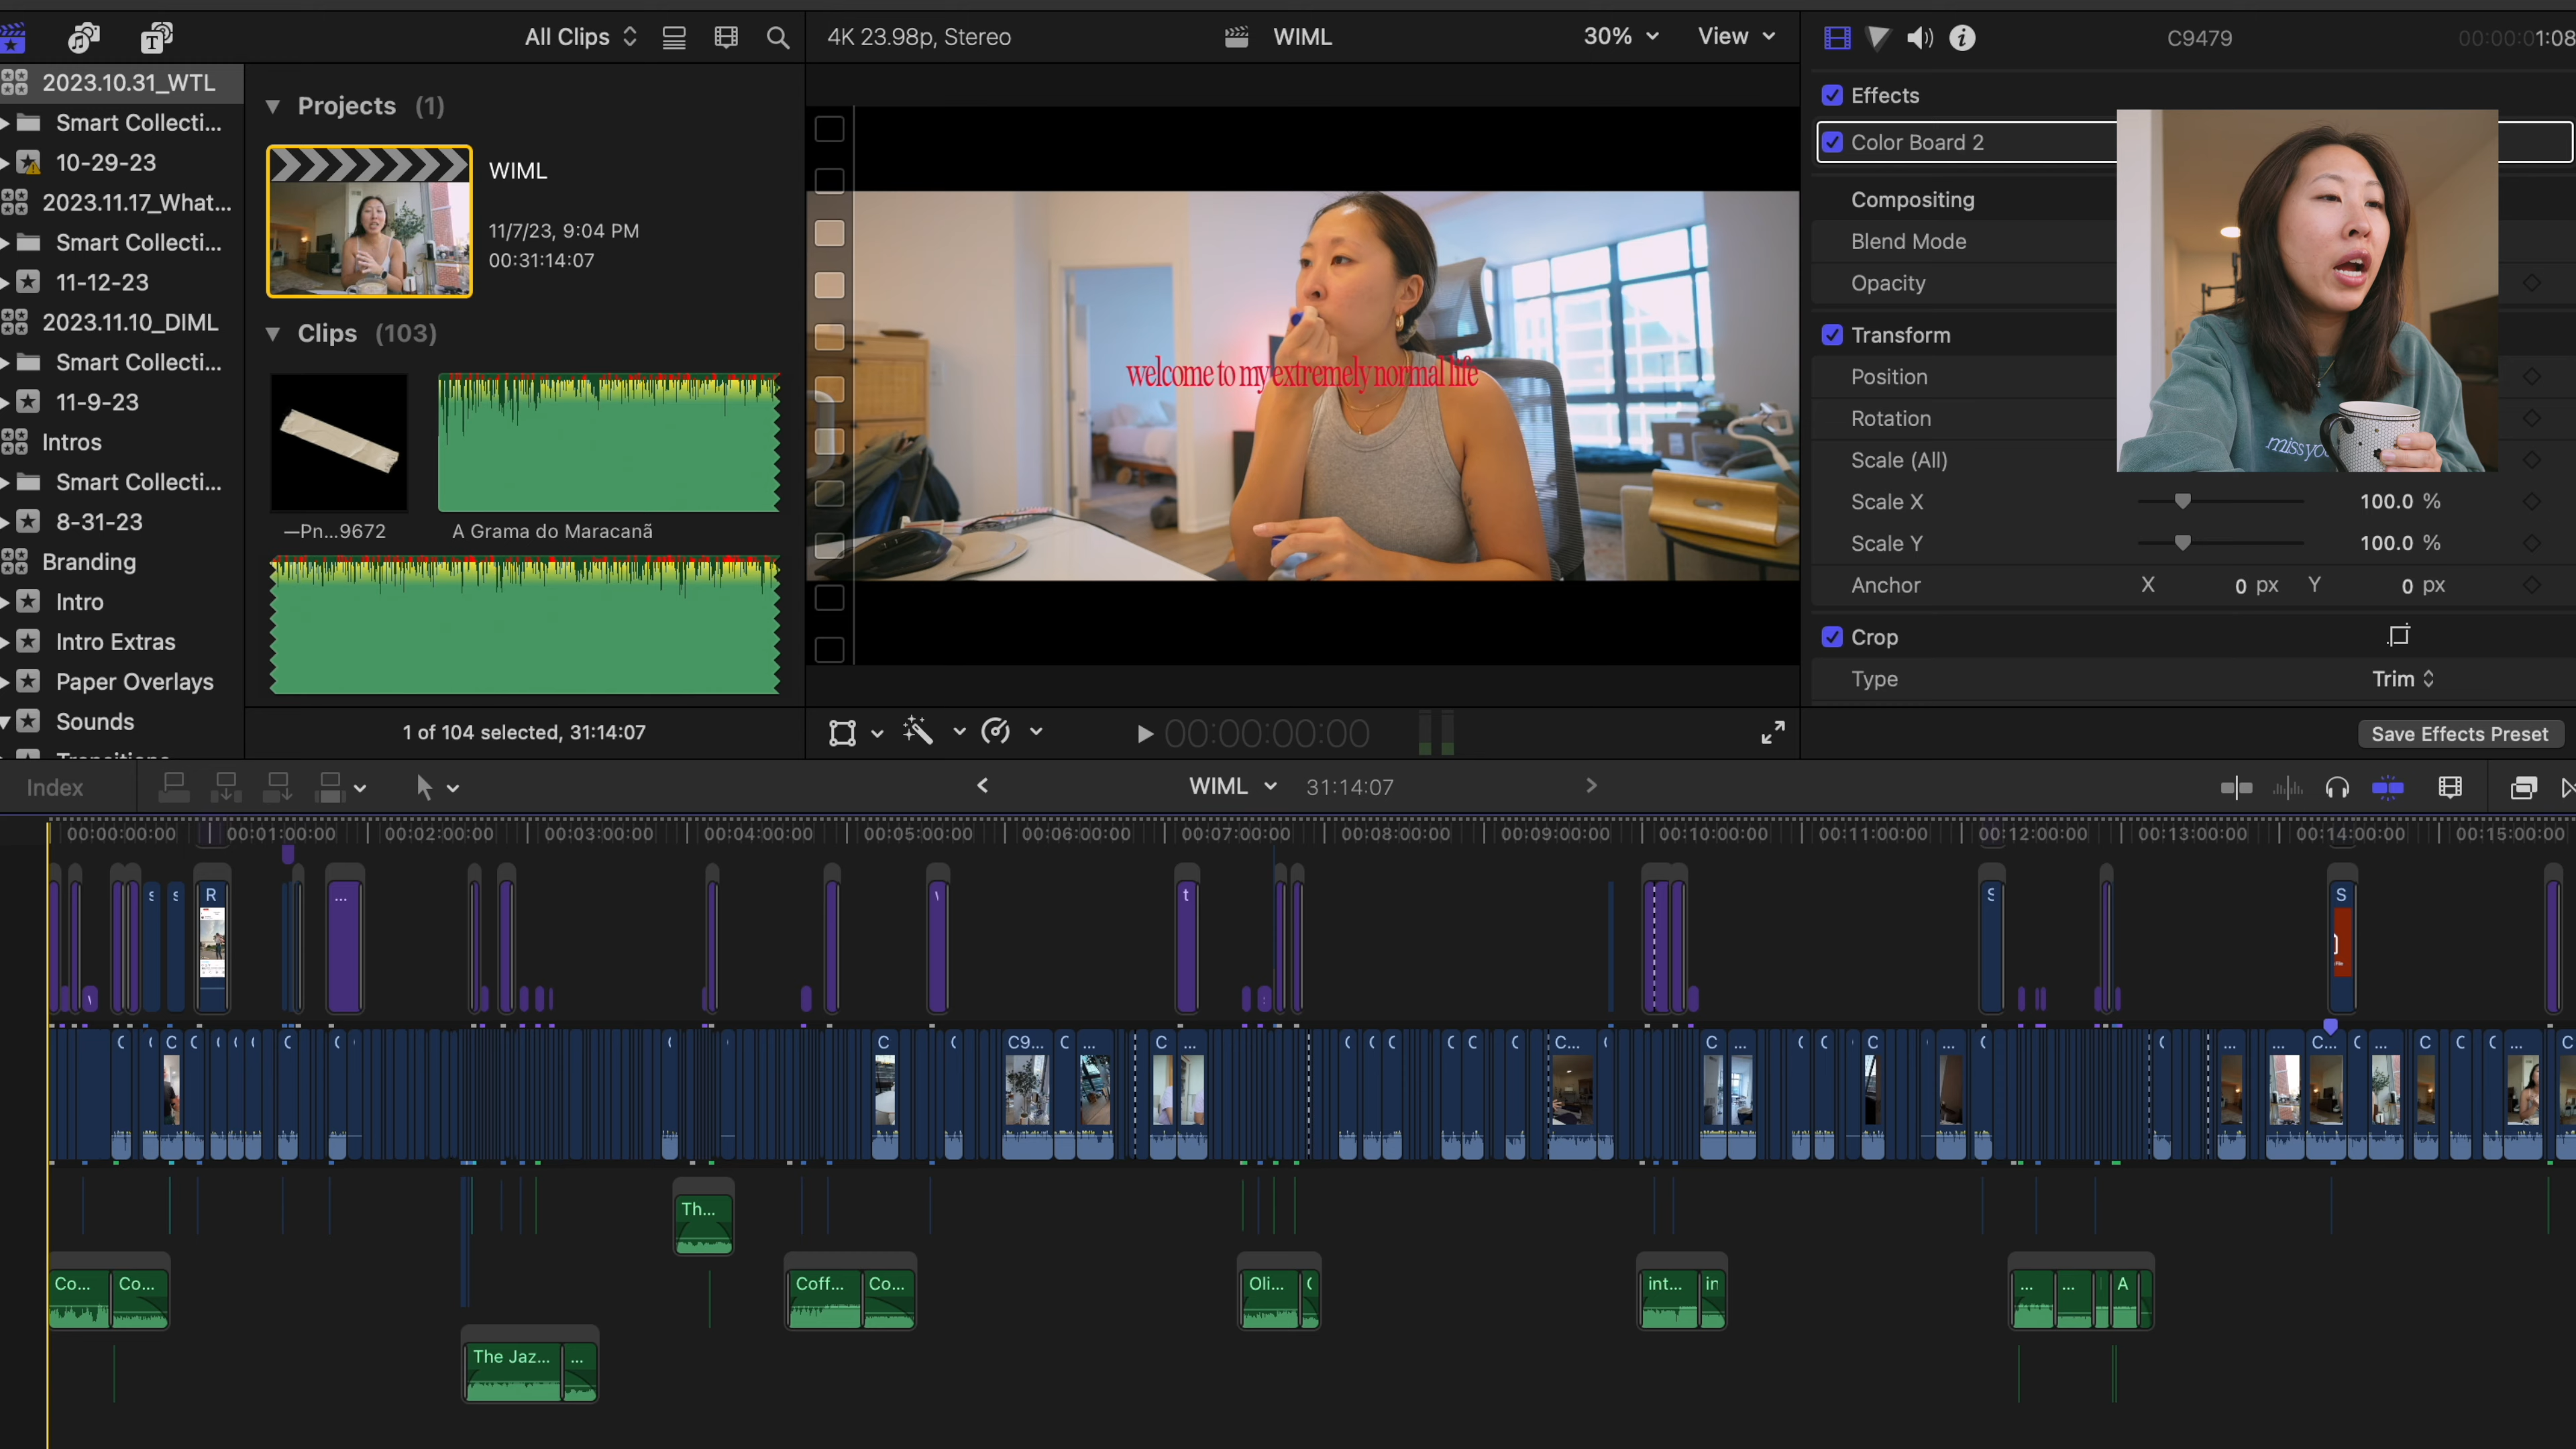 All Clips
4K 23.98p, Stereo
WIML
30%
View
C9479
00:00:01:08
2023.10.31_WTL
Smart Collecti...
10-29-23
2023.11.17_What...
Smart Collecti...
11-12-23
2023.11.10_DIML
Smart Collecti...
11-9-23
Intros
Smart Collecti...
8-31-23
Branding
Intro
Intro Extras
Paper Overlays
Sounds
Projects (1)
WIML
11/7/23, 9:04 PM
00:31:14:07
Clips (103)
—Pn...9672
A Grama do Maracanã
1 of 104 selected, 31:14:07
welcome to my extremely normal life
00:00:00:00
Effects
Color Board 2
Compositing
Blend Mode
Opacity
Transform
Position
Rotation
Scale (All)
Scale X 100.0 %
Scale Y 100.0 %
Anchor X 0 px Y 0 px
Crop
Type Trim
Save Effects Preset
Index
WIML 31:14:07
00:00:00:00 00:01:00:00 00:02:00:00 00:03:00:00 00:04:00:00 00:05:00:00 00:06:00:00 00:07:00:00 00:08:00:00 00:09:00:00 00:10:00:00 00:11:00:00 00:12:00:00 00:13:00:00 00:14:00:00 00:15:00:00
R ... t S S
C C C9... ... C ... C... C ... C ... ... C... ... C ...
Th...
Co... Co... Coff... Co... Oli... int... in ... ... A
The Jaz... ...